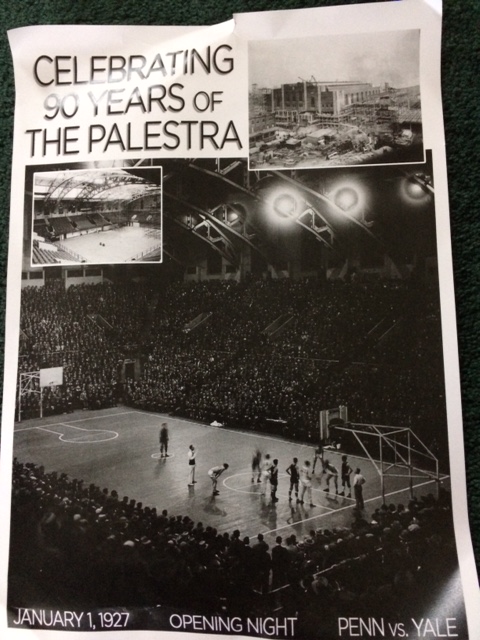 CELEBRATING
90 YEARS OF
THE PALESTRA
JANUARY 1, 1927 OPENING NIGHT PENN VS. YALE